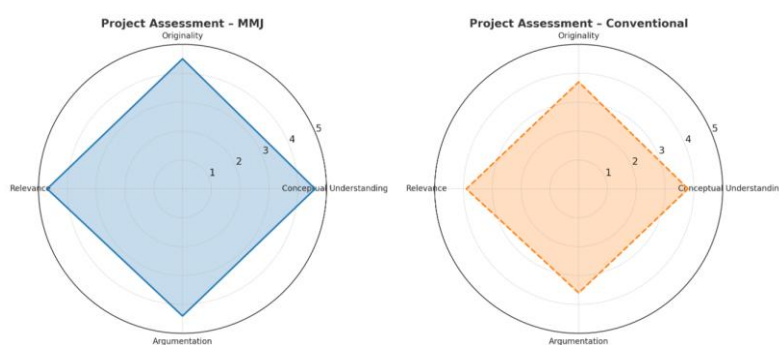 Project Assessment – MMJ
Originality
5
4
3
2
1
Relevance
Conceptual Understanding
Argumentation
Project Assessment – Conventional
Originality
5
4
3
2
1
Relevance
Conceptual Understandin
Argumentation